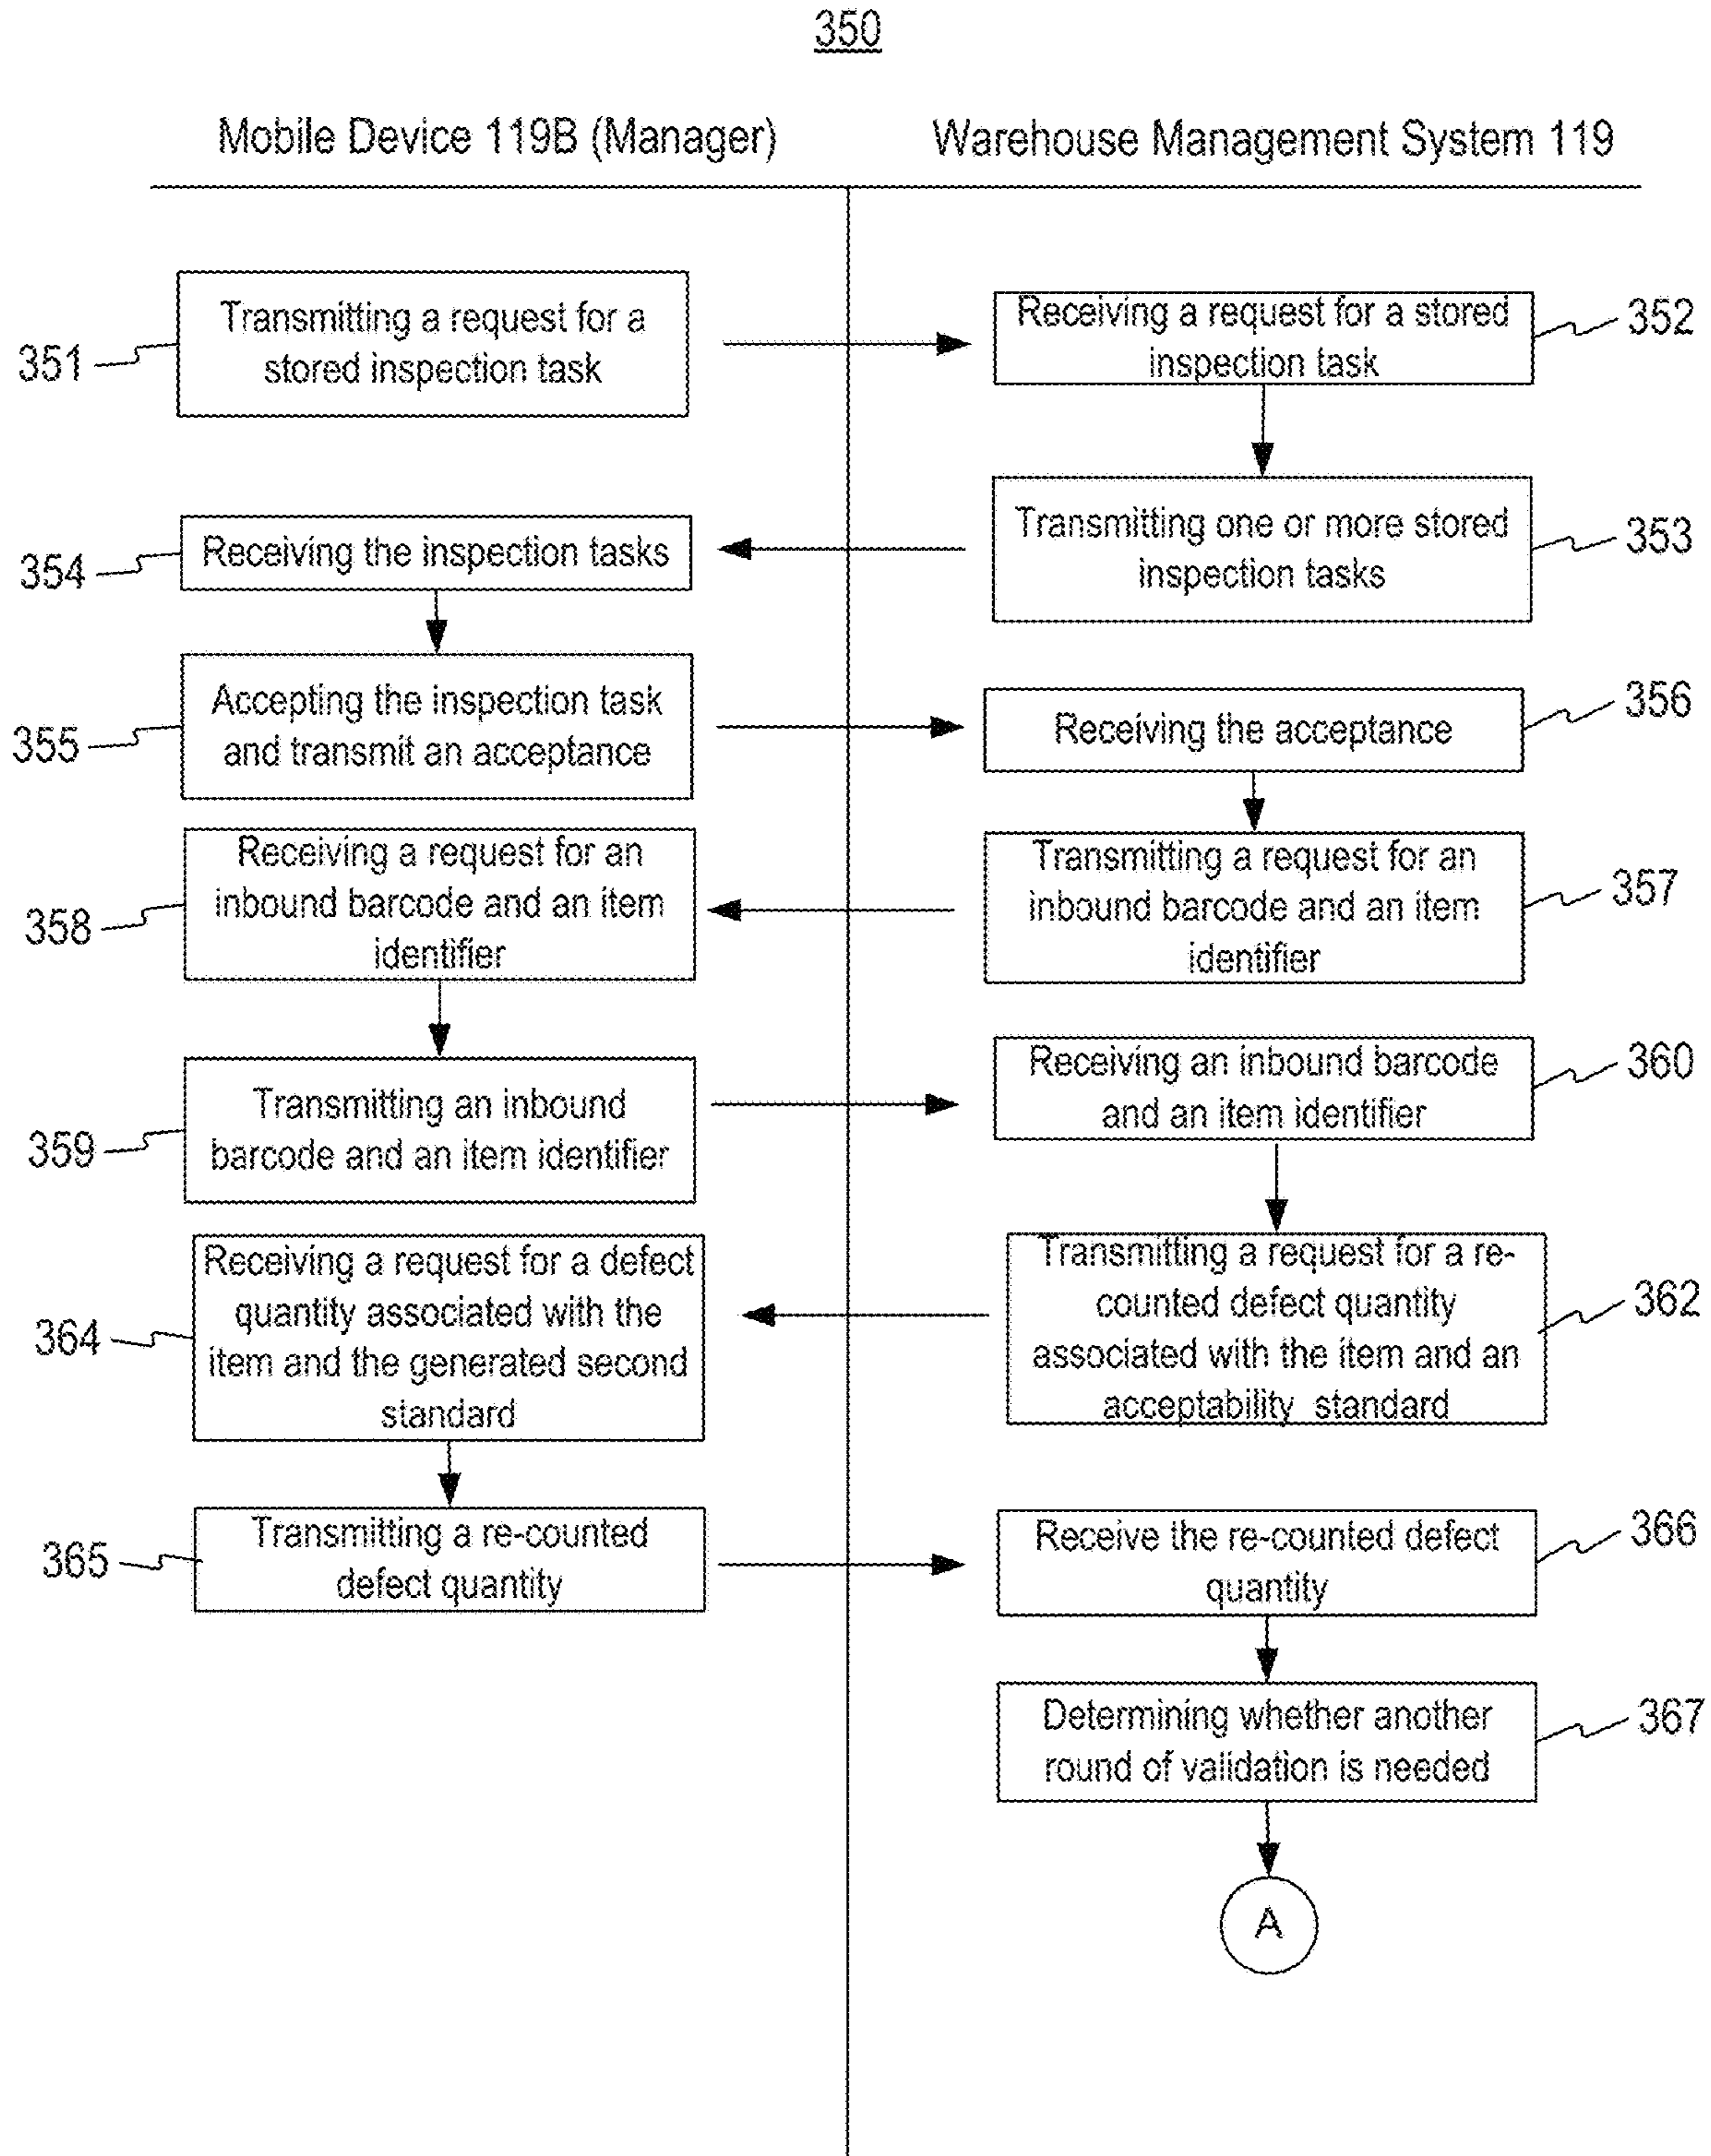 350
Mobile Device 119B (Manager)
Warehouse Management System 119
351
Transmitting a request for a
stored inspection task
Receiving a request for a stored
inspection task
352
Transmitting one or more stored
inspection tasks
353
354
Receiving the inspection tasks
355
Accepting the inspection task
and transmit an acceptance
Receiving the acceptance
356
Transmitting a request for an
inbound barcode and an item
identifier
357
358
Receiving a request for an
inbound barcode and an item
identifier
359
Transmitting an inbound
barcode and an item identifier
Receiving an inbound barcode
and an item identifier
360
Transmitting a request for a re-
counted defect quantity
associated with the item and an
acceptability standard
362
364
Receiving a request for a defect
quantity associated with the
item and the generated second
standard
365
Transmitting a re-counted
defect quantity
Receive the re-counted defect
quantity
366
Determining whether another
round of validation is needed
367
A